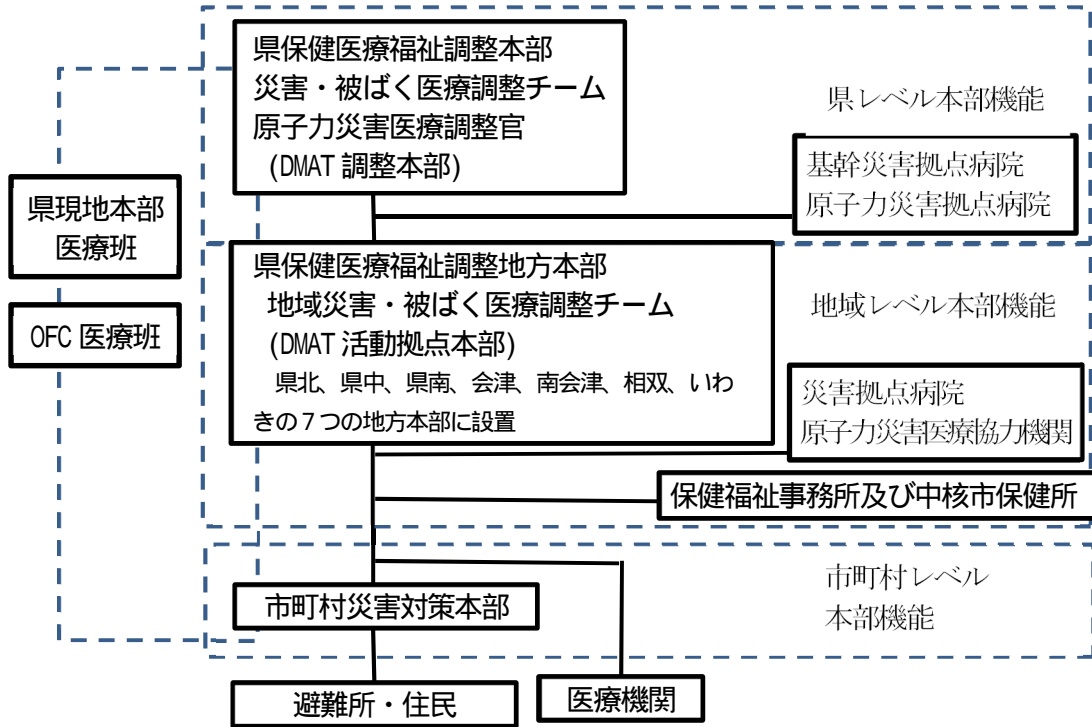 県保健医療福祉調整本部
災害・被ばく医療調整チーム
原子力災害医療調整官
(DMAT 調整本部)
県レベル本部機能
基幹災害拠点病院
原子力災害拠点病院
県現地本部
医療班
OFC 医療班
県保健医療福祉調整地方本部
地域災害・被ばく医療調整チーム
(DMAT 活動拠点本部)
県北、県中、県南、会津、南会津、相双、いわ
きの７つの地方本部に設置
地域レベル本部機能
災害拠点病院
原子力災害医療協力機関
保健福祉事務所及び中核市保健所
市町村レベル
本部機能
市町村災害対策本部
避難所・住民
医療機関